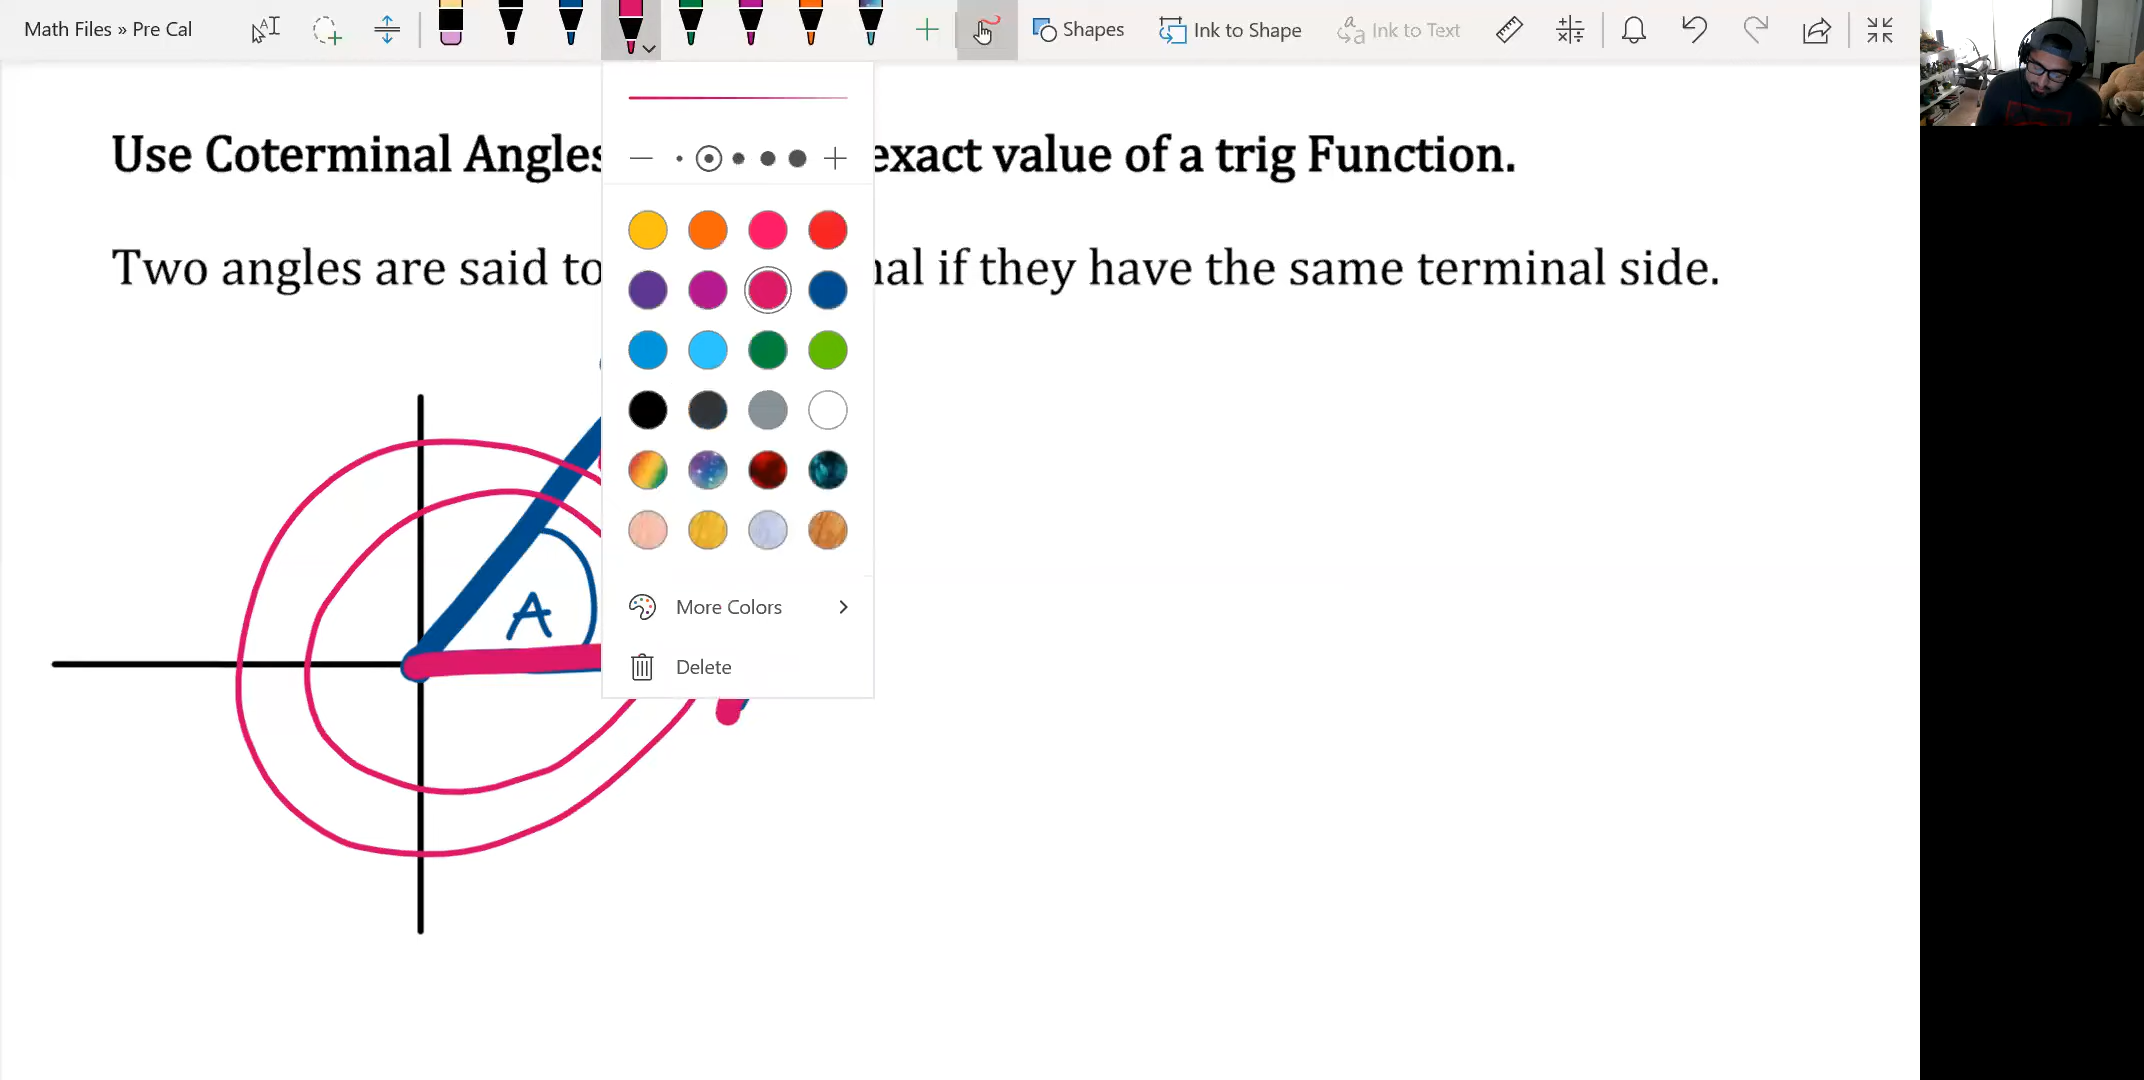 Math Files » Pre Cal
Shapes
Ink to Shape
Ink to Text
Use Coterminal Angles exact value of a trig Function.
Two angles are said to nal if they have the same terminal side.
A
More Colors
Delete